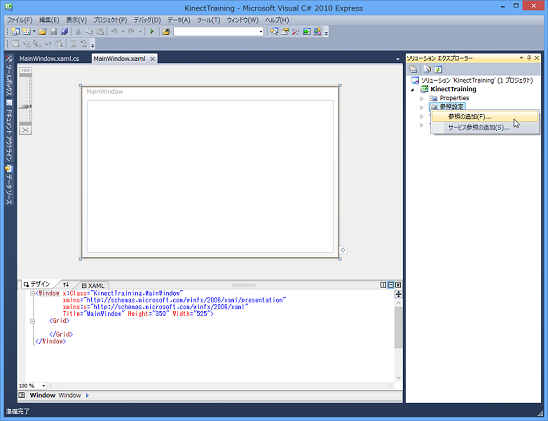 KinectTraining - Microsoft Visual C# 2010 Express
ファイル(F) 編集(E) 表示(V) プロジェクト(P) デバッグ(D) データ(A) ツール(T) ウィンドウ(W) ヘルプ(H)
MainWindow.xaml.cs MainWindow.xaml
ツールボックス
ドキュメント アウトライン
データ ソース
MainWindow
デザイン XAML
<Window x:Class="KinectTraining.MainWindow"
xmlns="http://schemas.microsoft.com/winfx/2006/xaml/presentation"
xmlns:x="http://schemas.microsoft.com/winfx/2006/xaml"
Title="MainWindow" Height="350" Width="525">
<Grid>
</Grid>
</Window>
100 %
Window Window
準備完了
ソリューション エクスプローラー
ソリューション 'KinectTraining' (1 プロジェクト)
KinectTraining
Properties
参照設定
参照の追加(F)...
サービス参照の追加(S)...